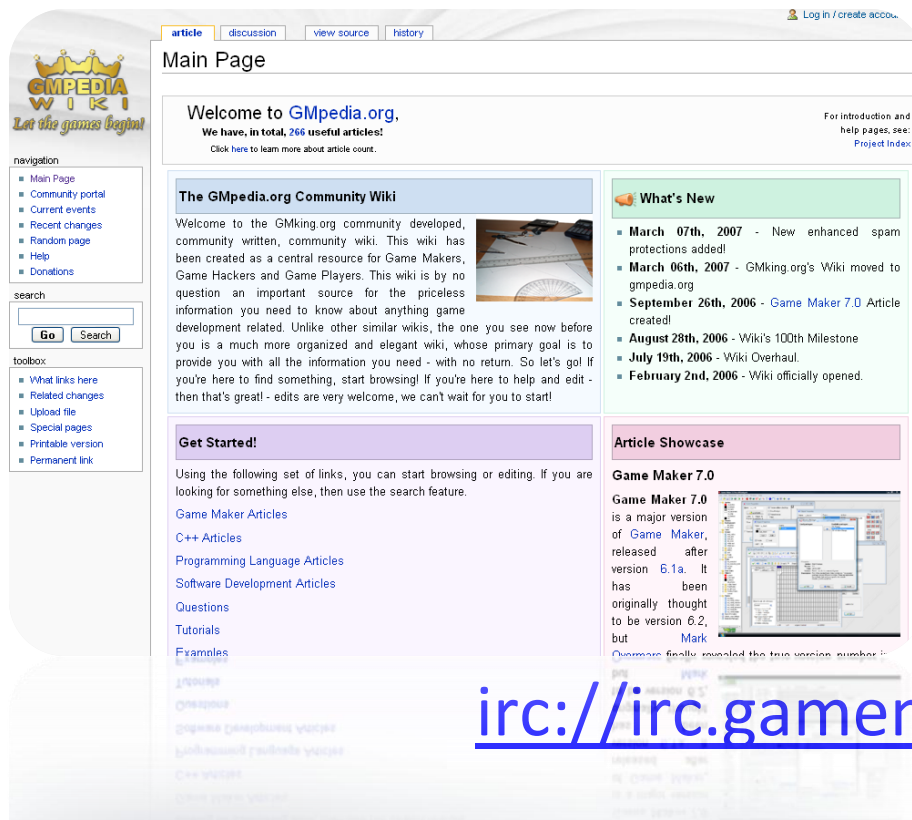 Log in / create accou
article discussion view source history
GMPEDIA
WIKI
Let the games begin!
Main Page
Welcome to GMpedia.org,
We have, in total, 266 useful articles!
Click here to learn more about article count.
For introduction and
help pages, see:
Project Index
navigation
Main Page
Community portal
Current events
Recent changes
Random page
Help
Donations
search
Go Search
toolbox
What links here
Related changes
Upload file
Special pages
Printable version
Permanent link
The GMpedia.org Community Wiki
Welcome to the GMking.org community developed,
community written, community wiki. This wiki has
been created as a central resource for Game Makers,
Game Hackers and Game Players. This wiki is by no
question an important source for the priceless
information you need to know about anything game
development related. Unlike other similar wikis, the one you see now before
you is a much more organized and elegant wiki, whose primary goal is to
provide you with all the information you need - with no return. So let's go! If
you're here to find something, start browsing! If you're here to help and edit -
then that's great! - edits are very welcome, we can't wait for you to start!
What's New
March 07th, 2007 - New enhanced spam
protections added!
March 06th, 2007 - GMking.org's Wiki moved to
gmpedia.org
September 26th, 2006 - Game Maker 7.0 Article
created!
August 28th, 2006 - Wiki's 100th Milestone
July 19th, 2006 - Wiki Overhaul.
February 2nd, 2006 - Wiki officially opened.
Get Started!
Using the following set of links, you can start browsing or editing. If you are
looking for something else, then use the search feature.
Game Maker Articles
C++ Articles
Programming Language Articles
Software Development Articles
Questions
Tutorials
Examples
Article Showcase
Game Maker 7.0
Game Maker 7.0
is a major version
of Game Maker,
released after
version 6.1a. It
has been
originally thought
to be version 6.2,
but Mark
Overmars finally revealed the true version number
irc://irc.gamer